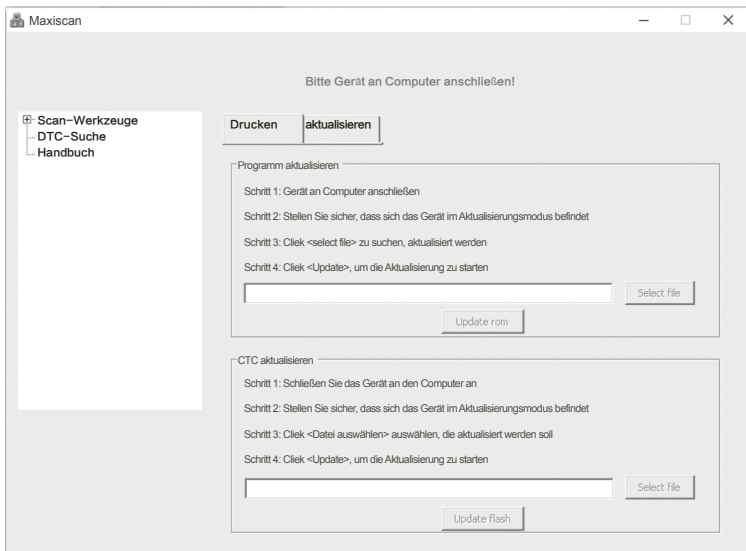 Maxiscan
Bitte Gerät an Computer anschließen!
Scan-Werkzeuge
DTC-Suche
Handbuch
Drucken aktualisieren
Programm aktualisieren
Schritt 1: Gerät an Computer anschließen
Schritt 2: Stellen Sie sicher, dass sich das Gerät im Aktualisierungsmodus befindet
Schritt 3: Cliek <select file> zu suchen, aktualisiert werden
Schritt 4: Cliek <Update>, um die Aktualisierung zu starten
Select file
Update rom
CTC aktualisieren
Schritt 1: Schließen Sie das Gerät an den Computer an
Schritt 2: Stellen Sie sicher, dass sich das Gerät im Aktualisierungsmodus befindet
Schritt 3: Cliek <Datei auswählen> auswählen, die aktualisiert werden soll
Schritt 4: Cliek <Update>, um die Aktualisierung zu starten
Select file
Update flash